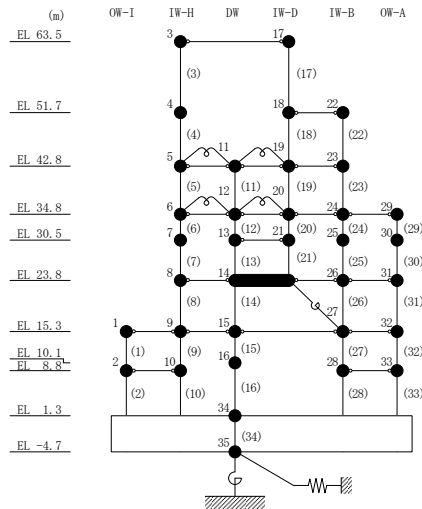 (m) OW-I IW-H DW IW-D IW-B OW-A
EL 63.5 3 17
(3) (17)
EL 51.7 4 18 22
(4) 11 (18) (22)
EL 42.8 5 19 23
(5) 12 (11) 20 (19) (23)
EL 34.8 6 24 29
(6) (12) (20) (24) (29)
EL 30.5 7 13 21 25 30
(7) (13) (21) (25) (30)
EL 23.8 8 14 26 31
(8) (14) (26) (31)
27
EL 15.3 1 9 15 32
(1) (9) (15) (27) (32)
EL 10.1 16
EL 8.8 2 10 28 33
(2) (10) (16) (28) (33)
EL 1.3 34
(34)
EL -4.7 35